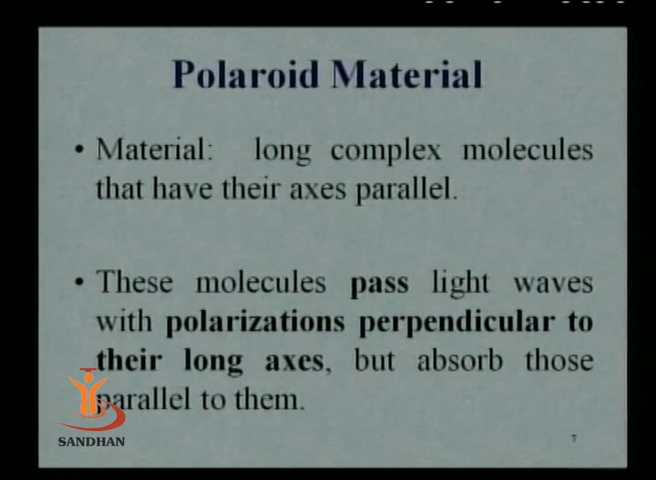 Polaroid Material
• Material: long complex molecules
that have their axes parallel.
• These molecules pass light waves
with polarizations perpendicular to
their long axes, but absorb those
parallel to them.
SANDHAN
7